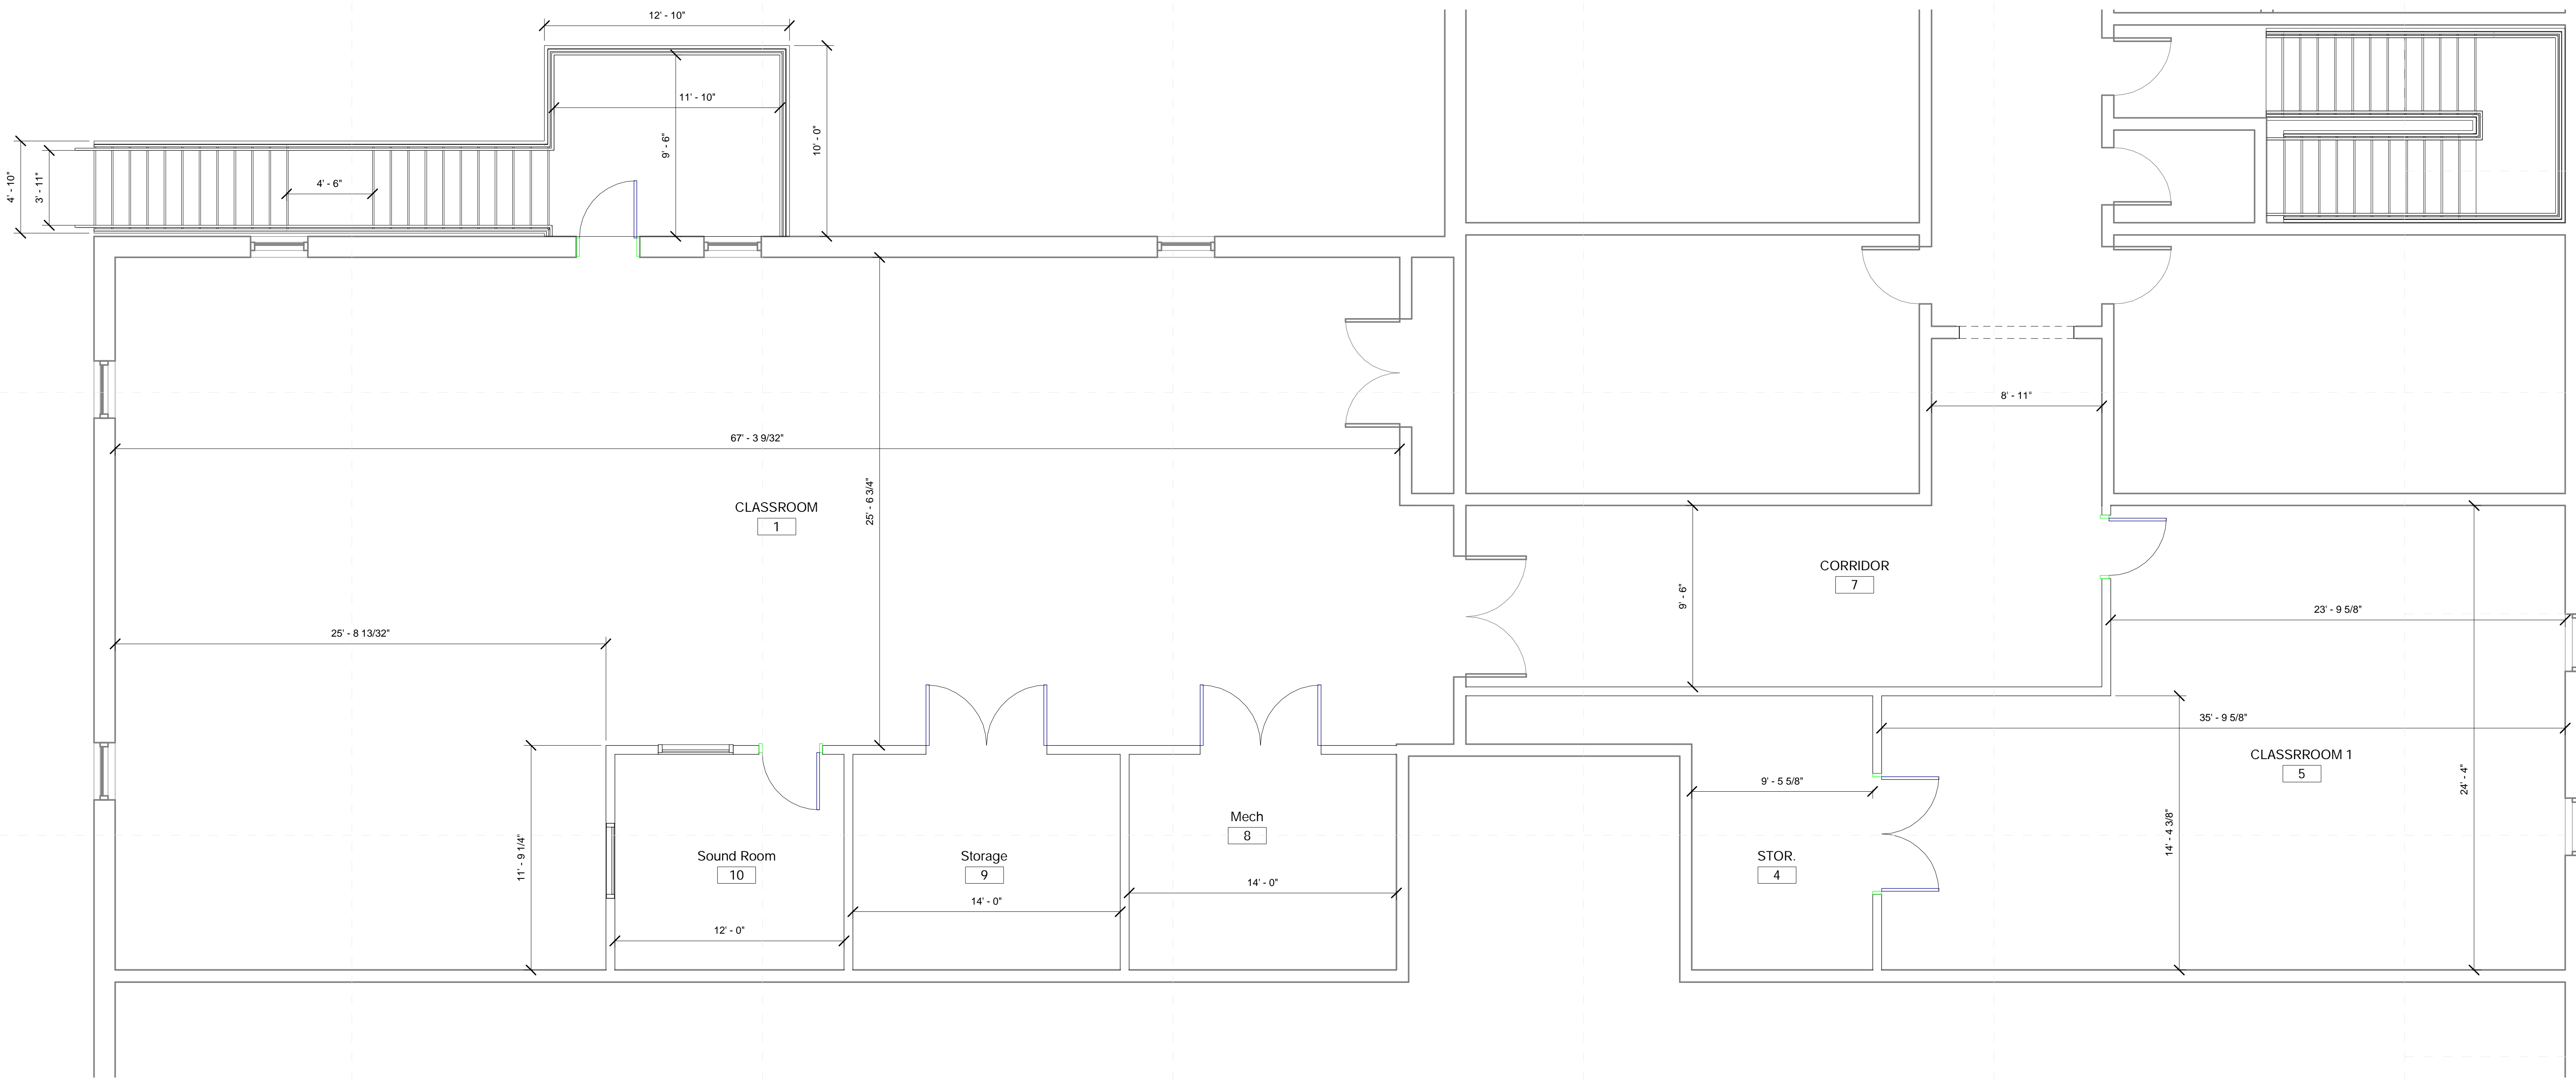 12' - 10"
11' - 10"
9' - 6"
10' - 0"
4' - 10"
3' - 11"
4' - 6"
8' - 11"
67' - 3 9/32"
25' - 6 3/4"
CLASSROOM
1
CORRIDOR
7
9' - 6"
23' - 9 5/8"
25' - 8 13/32"
35' - 9 5/8"
CLASSRROOM 1
5
24' - 4"
9' - 5 5/8"
14' - 4 3/8"
11' - 9 1/4"
Mech
8
Sound Room
10
Storage
9
STOR.
4
14' - 0"
14' - 0"
12' - 0"